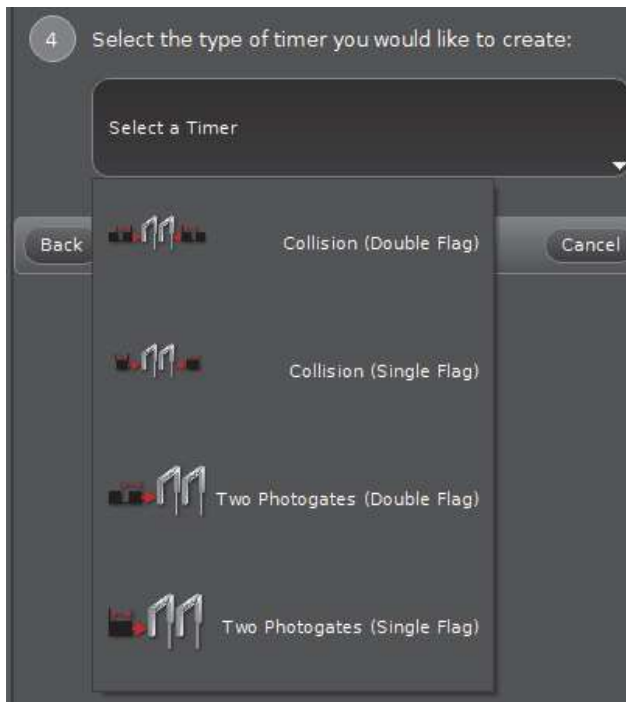 4 Select the type of timer you would like to create:
Select a Timer
Collision (Double Flag)
Back
Cancel
Collision (Single Flag)
Two Photogates (Double Flag)
Two Photogates (Single Flag)